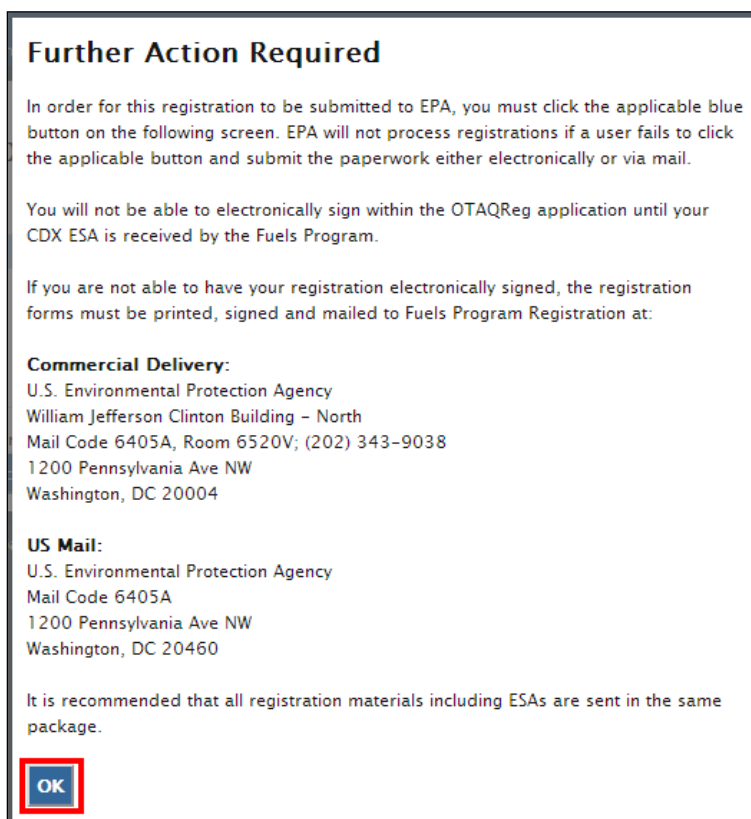 Further Action Required
In order for this registration to be submitted to EPA, you must click the applicable blue
button on the following screen. EPA will not process registrations if a user fails to click
the applicable button and submit the paperwork either electronically or via mail.
You will not be able to electronically sign within the OTAQReg application until your
CDX ESA is received by the Fuels Program.
If you are not able to have your registration electronically signed, the registration
forms must be printed, signed and mailed to Fuels Program Registration at:
Commercial Delivery:
U.S. Environmental Protection Agency
William Jefferson Clinton Building – North
Mail Code 6405A, Room 6520V; (202) 343-9038
1200 Pennsylvania Ave NW
Washington, DC 20004
US Mail:
U.S. Environmental Protection Agency
Mail Code 6405A
1200 Pennsylvania Ave NW
Washington, DC 20460
It is recommended that all registration materials including ESAs are sent in the same
package.
OK